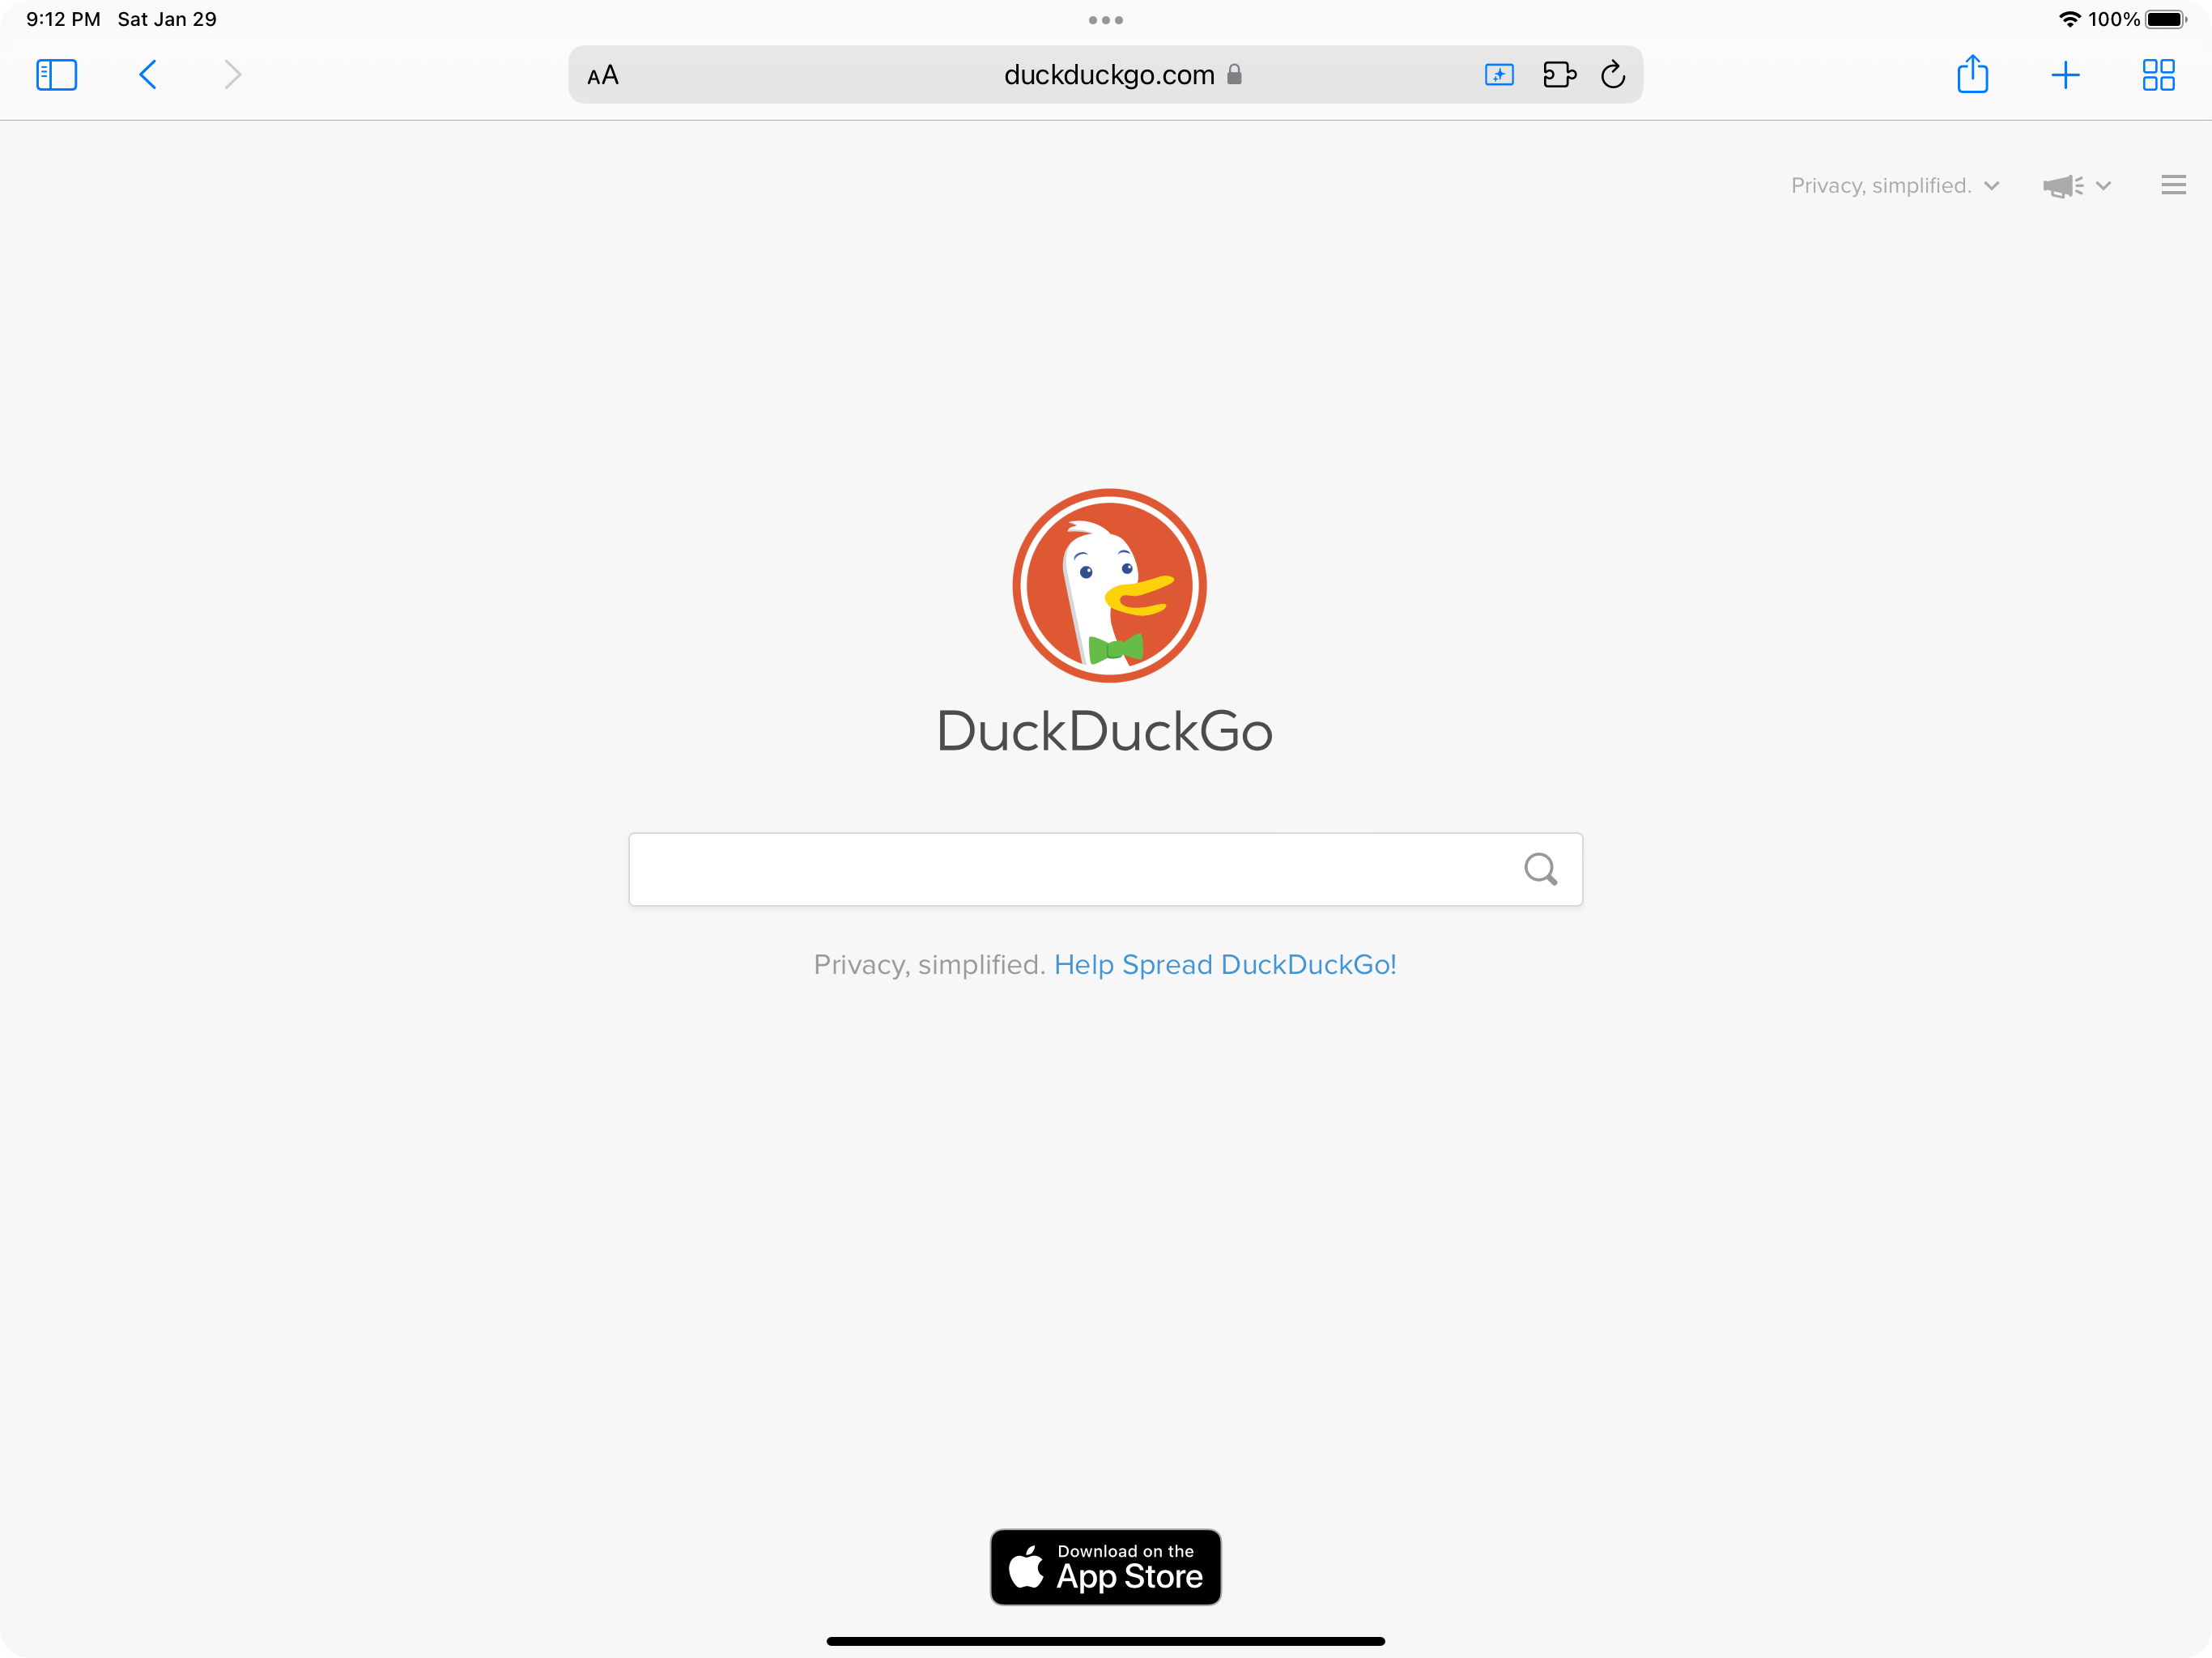 9:12 PM Sat Jan 29
100%
AA duckduckgo.com
Privacy, simplified.
DuckDuckGo
Privacy, simplified. Help Spread DuckDuckGo!
Download on the
App Store